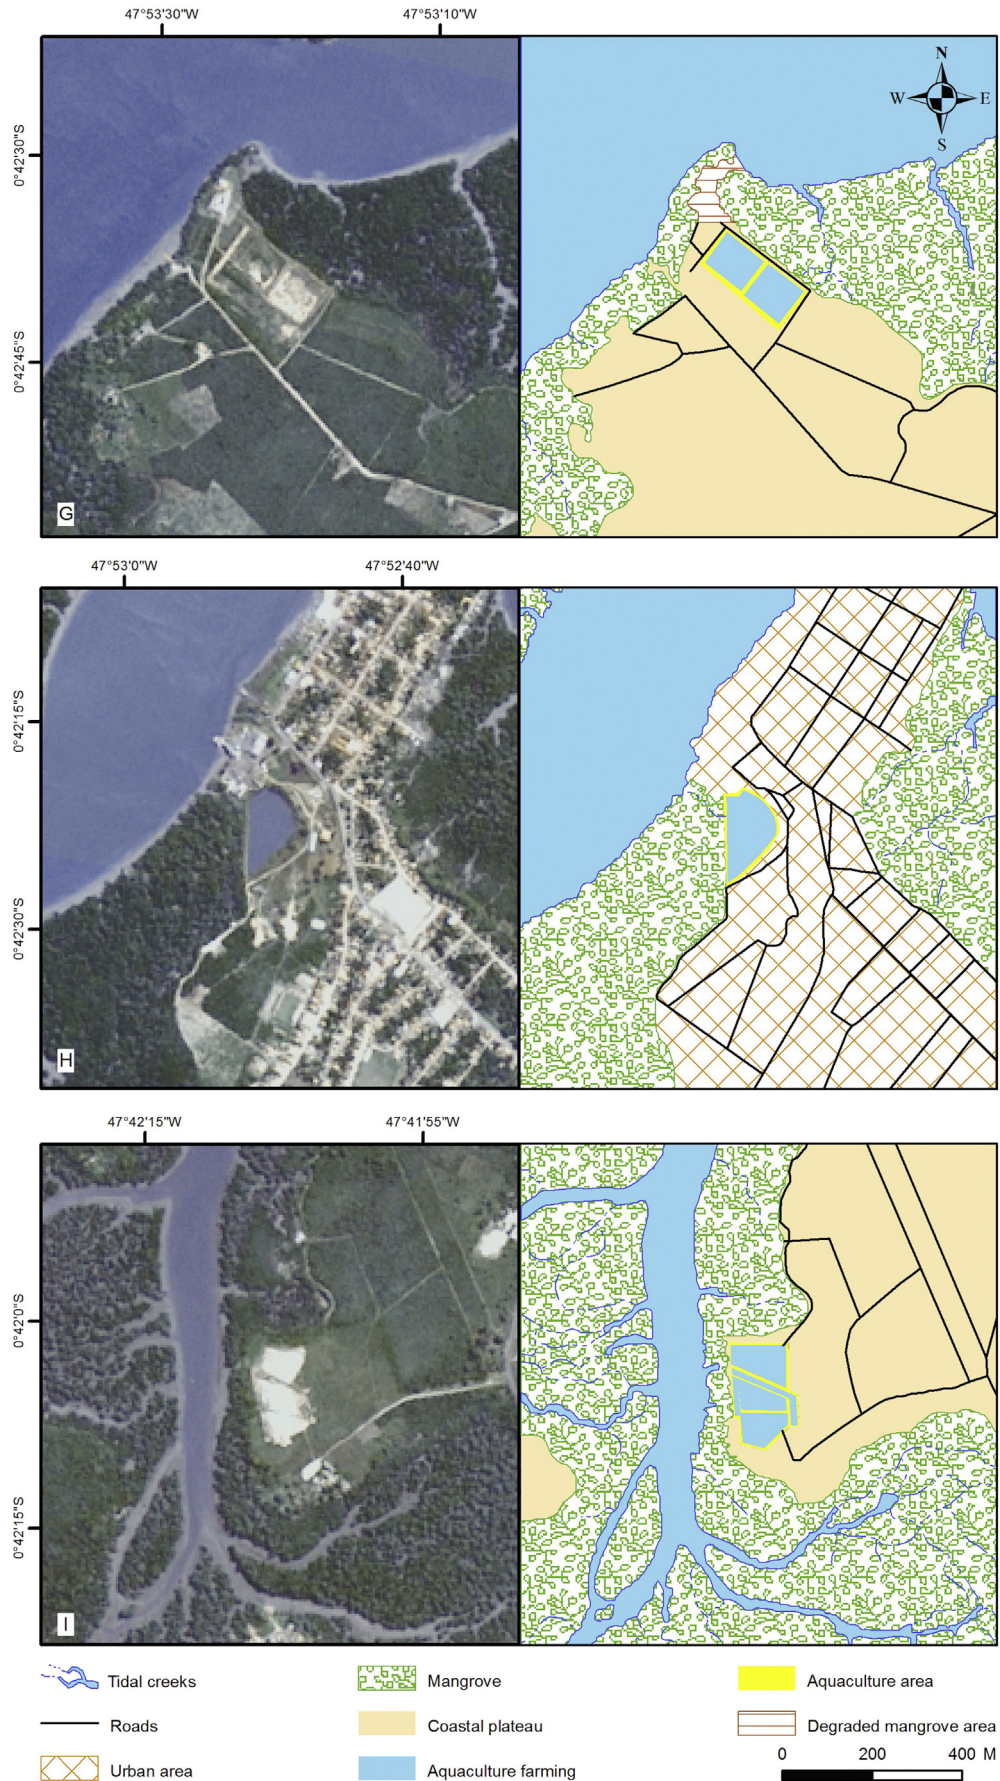 47°53'30"W 47°53'10"W
0°42'30"S
0°42'45"S
N
W E
S
G
47°53'0"W 47°52'40"W
0°42'15"S
0°42'30"S
H
47°42'15"W 47°41'55"W
0°42'0"S
0°42'15"S
I
Tidal creeks Mangrove Aquaculture area
Roads Coastal plateau Degraded mangrove area
Urban area Aquaculture farming 0 200 400 M